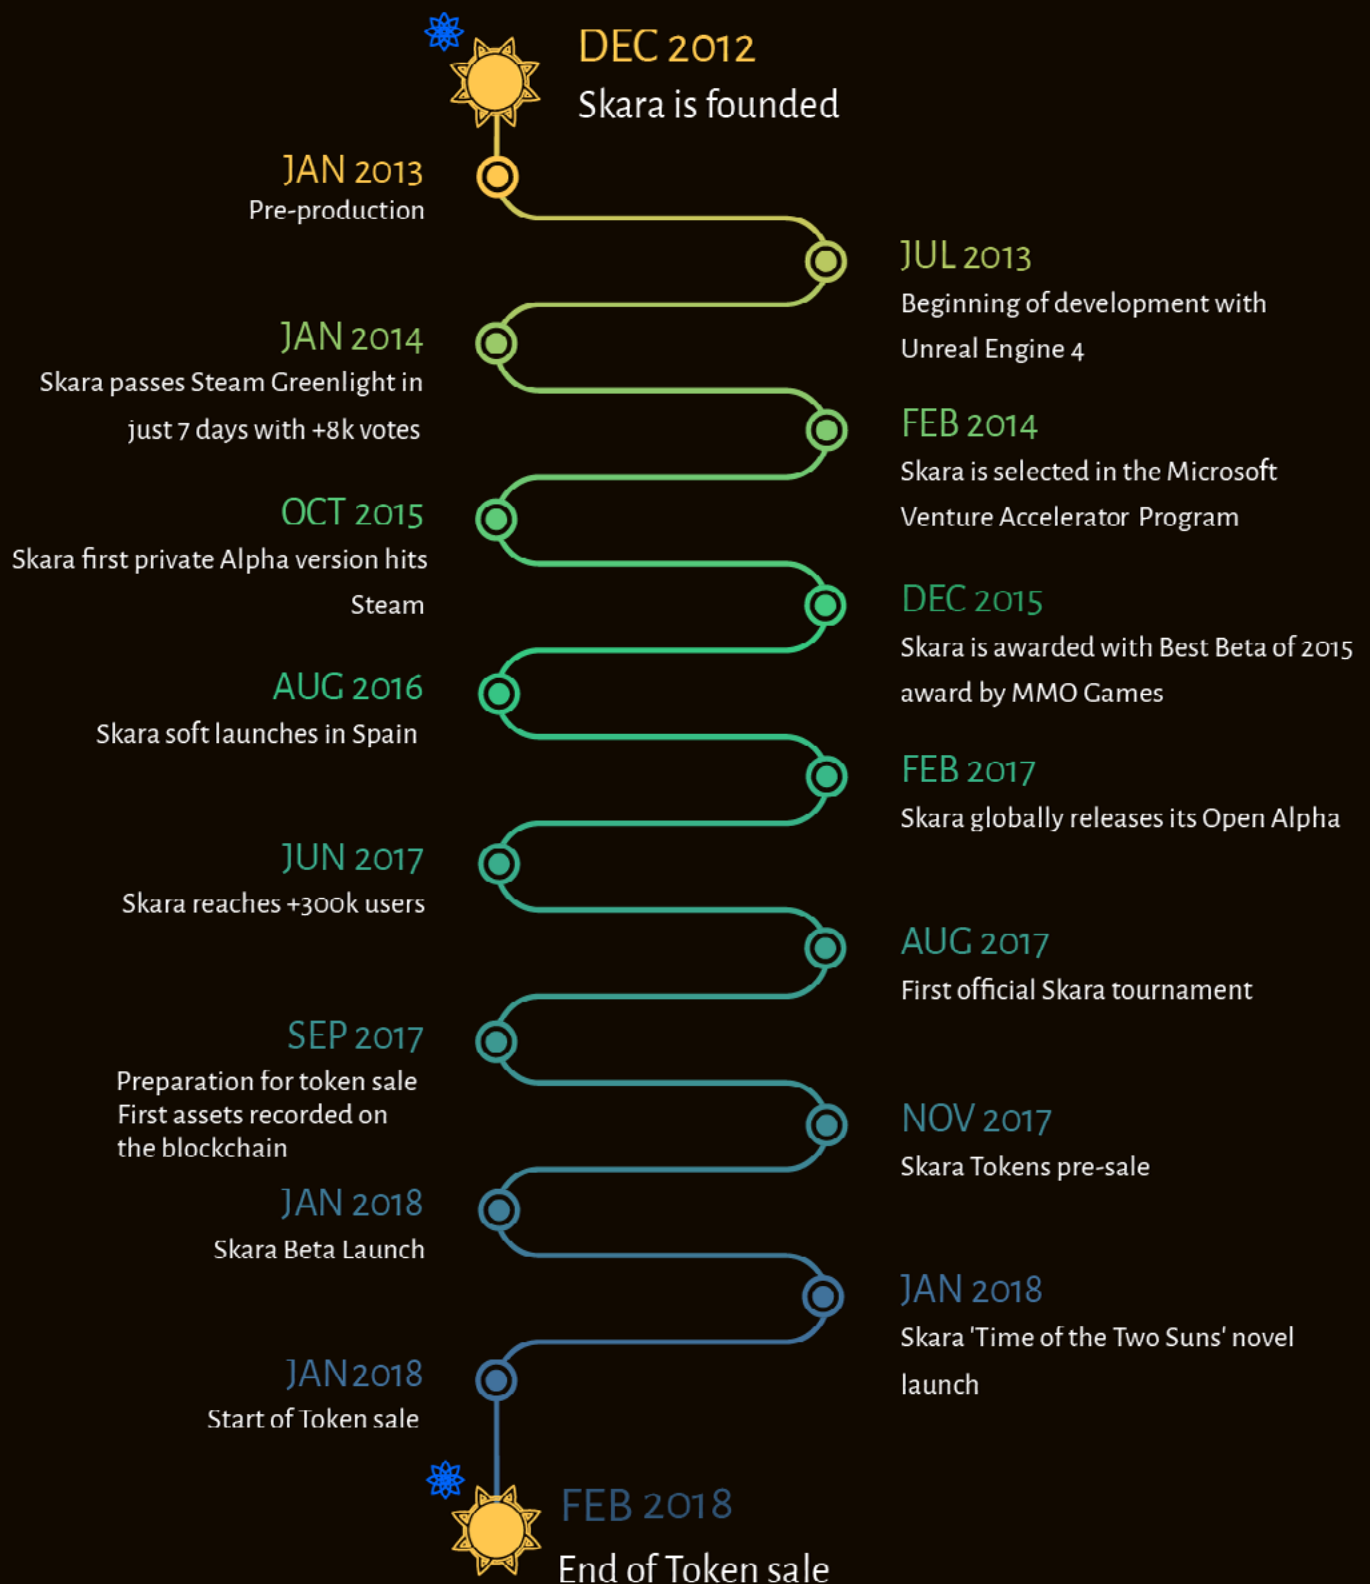 DEC 2012
Skara is founded
JAN 2013
Pre-production
JUL 2013
Beginning of development with
Unreal Engine 4
JAN 2014
Skara passes Steam Greenlight in
just 7 days with +8k votes
FEB 2014
Skara is selected in the Microsoft
Venture Accelerator Program
OCT 2015
Skara first private Alpha version hits
Steam
DEC 2015
Skara is awarded with Best Beta of 2015
award by MMO Games
AUG 2016
Skara soft launches in Spain
FEB 2017
Skara globally releases its Open Alpha
JUN 2017
Skara reaches +300k users
AUG 2017
First official Skara tournament
SEP 2017
Preparation for token sale
First assets recorded on
the blockchain
NOV 2017
Skara Tokens pre-sale
JAN 2018
Skara Beta Launch
JAN 2018
Skara 'Time of the Two Suns' novel
launch
JAN 2018
Start of Token sale
FEB 2018
End of Token sale